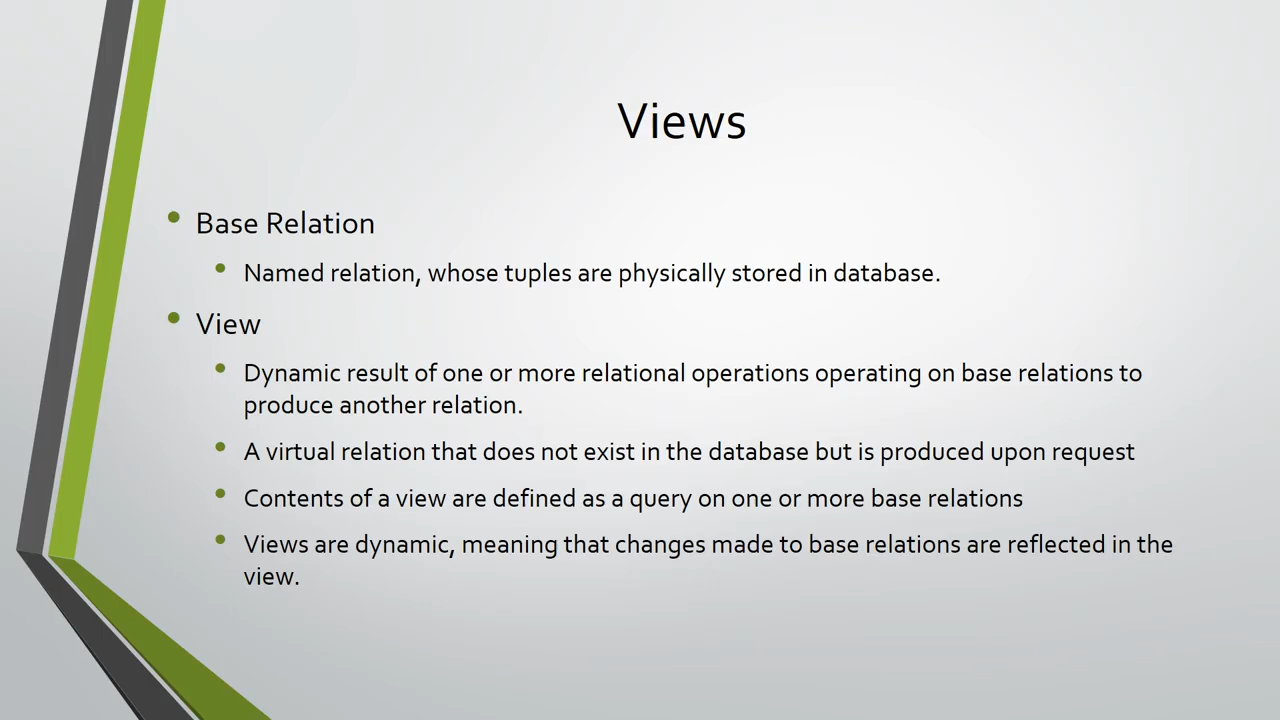 Views
Base Relation
Named relation, whose tuples are physically stored in database.
View
Dynamic result of one or more relational operations operating on base relations to
produce another relation.
A virtual relation that does not exist in the database but is produced upon request
Contents of a view are defined as a query on one or more base relations
Views are dynamic, meaning that changes made to base relations are reflected in the
view.